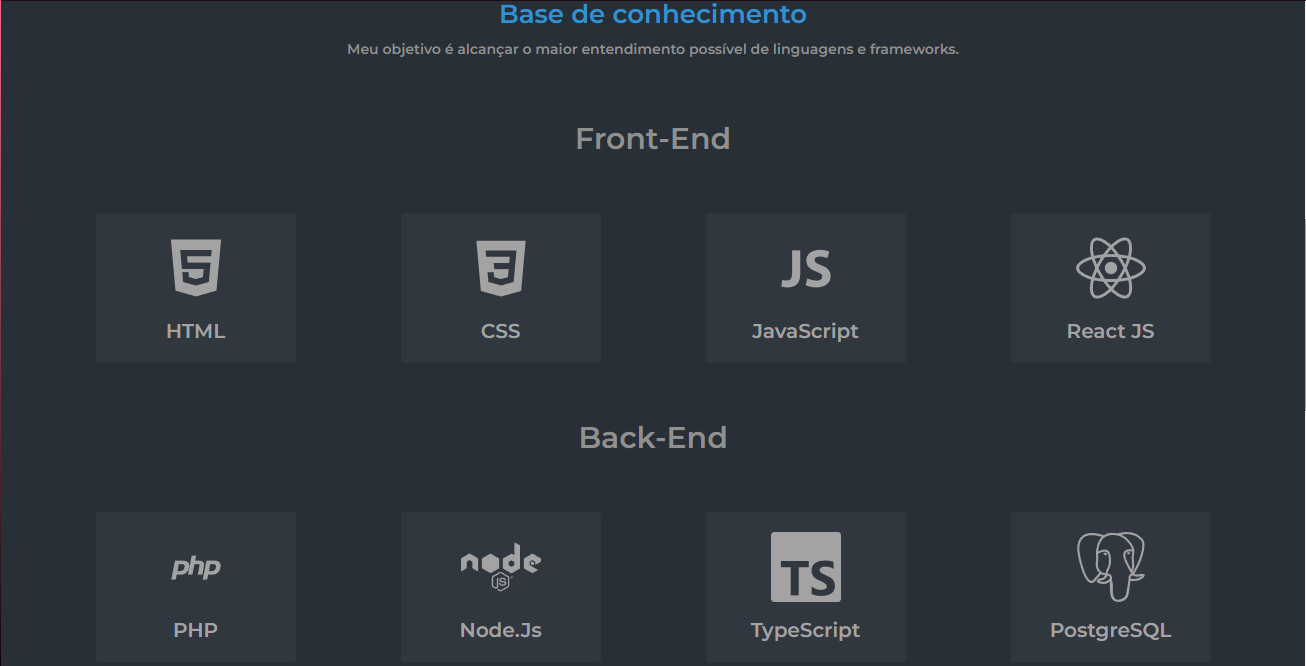 Base de conhecimento
Meu objetivo é alcançar o maior entendimento possível de linguagens e frameworks.
Front-End
5 3 JS
HTML CSS JavaScript React JS
Back-End
php node JS TS
PHP Node.Js TypeScript PostgreSQL